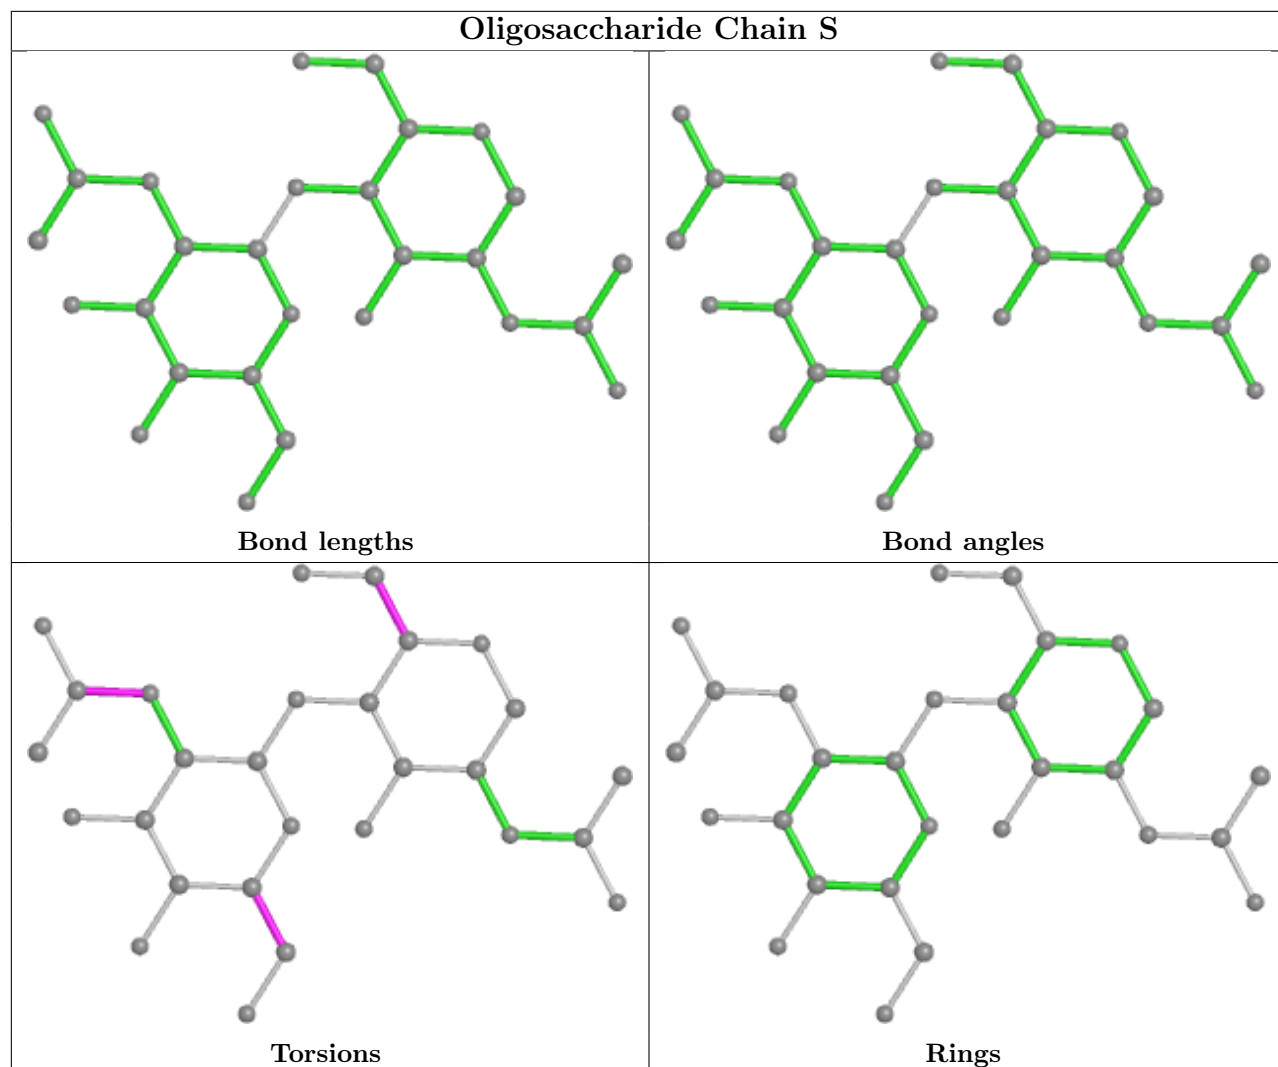 Oligosaccharide Chain S
Bond lengths
Bond angles
Torsions
Rings